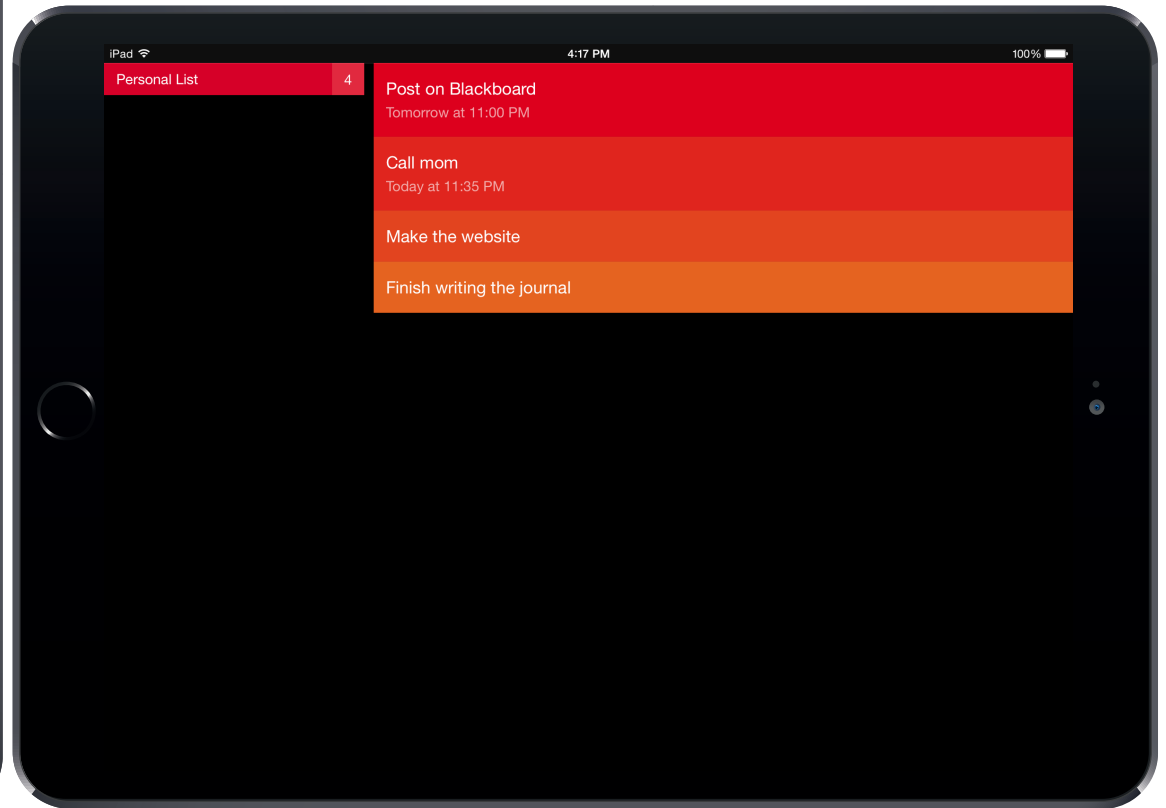 iPad 4:17 PM 100%
Personal List 4
Post on Blackboard
Tomorrow at 11:00 PM
Call mom
Today at 11:35 PM
Make the website
Finish writing the journal